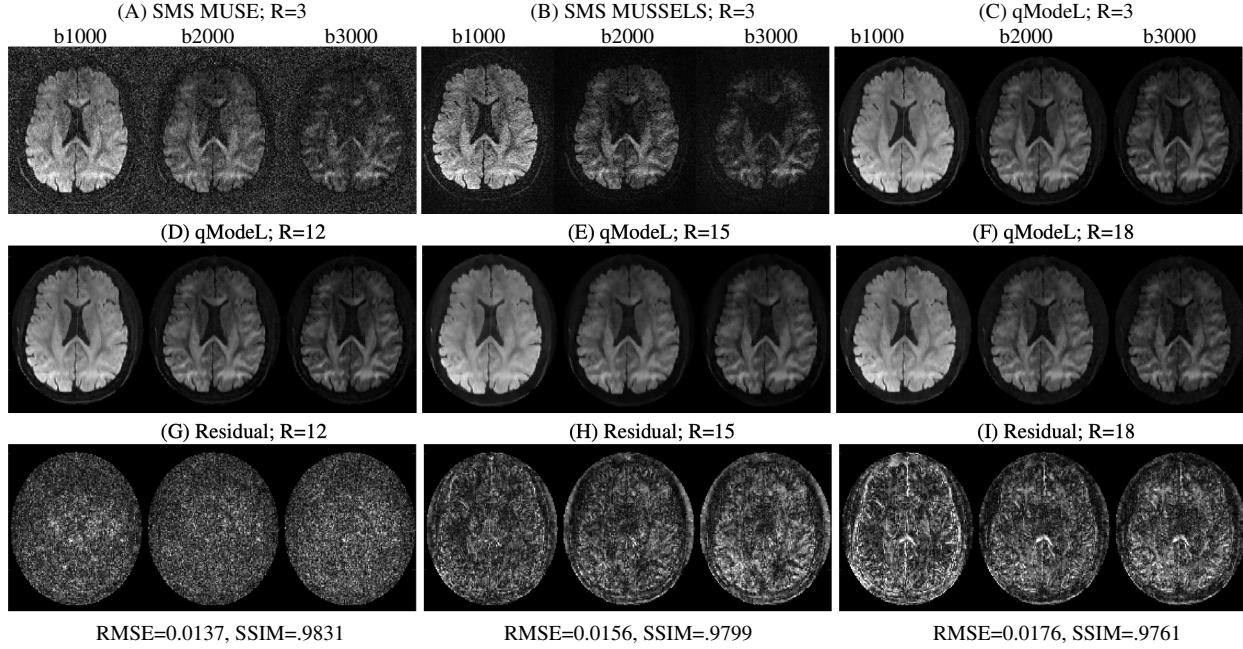 (A) SMS MUSE; R=3
(B) SMS MUSSELS; R=3
(C) qModeL; R=3
b1000 b2000 b3000
b1000 b2000 b3000
b1000 b2000 b3000
(D) qModeL; R=12
(E) qModeL; R=15
(F) qModeL; R=18
(G) Residual; R=12
(H) Residual; R=15
(I) Residual; R=18
RMSE=0.0137, SSIM=.9831
RMSE=0.0156, SSIM=.9799
RMSE=0.0176, SSIM=.9761